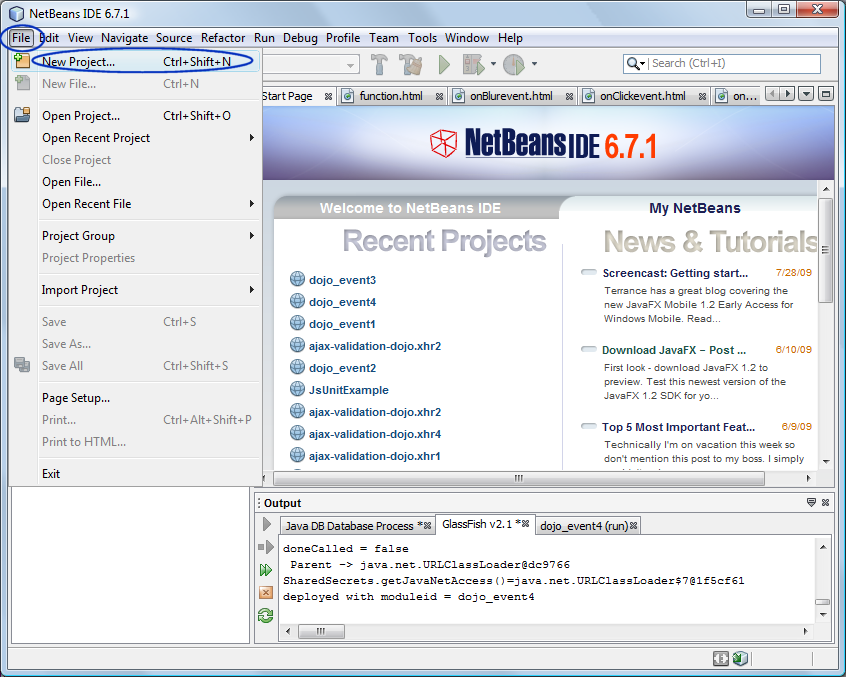 NetBeans IDE 6.7.1
File Edit View Navigate Source Refactor Run Debug Profile Team Tools Window Help
New Project... Ctrl+Shift+N
New File... Ctrl+N
Open Project... Ctrl+Shift+O
Open Recent Project
Close Project
Open File...
Open Recent File
Project Group
Project Properties
Import Project
Save Ctrl+S
Save As...
Save All Ctrl+Shift+S
Page Setup...
Print... Ctrl+Alt+Shift+P
Print to HTML...
Exit
Search (Ctrl+I)
Start Page function.html onBlurevent.html onClickevent.html on...
NetBeans IDE 6.7.1
Welcome to NetBeans IDE
My NetBeans
Recent Projects
dojo_event3
dojo_event4
dojo_event1
ajax-validation-dojo.xhr2
dojo_event2
JsUnitExample
ajax-validation-dojo.xhr2
ajax-validation-dojo.xhr4
ajax-validation-dojo.xhr1
News & Tutorials
Screencast: Getting start... 7/28/09
Terrance has a great blog covering the
new JavaFX Mobile 1.2 Early Access for
Windows Mobile. Read...
Download JavaFX - Post ... 6/10/09
First look - download JavaFX 1.2 to
preview. Test this newest version of the
JavaFX 1.2 SDK for yo...
Top 5 Most Important Feat... 6/9/09
Technically I'm on vacation this week so
don't mention this post to my boss. I simply
Output
Java DB Database Process * GlassFish v2.1 * dojo_event4 (run)
doneCalled = false
Parent -> java.net.URLClassLoader@dc9766
SharedSecrets.getJavaNetAccess()=java.net.URLClassLoader$7@1f5cf61
deployed with moduleid = dojo_event4